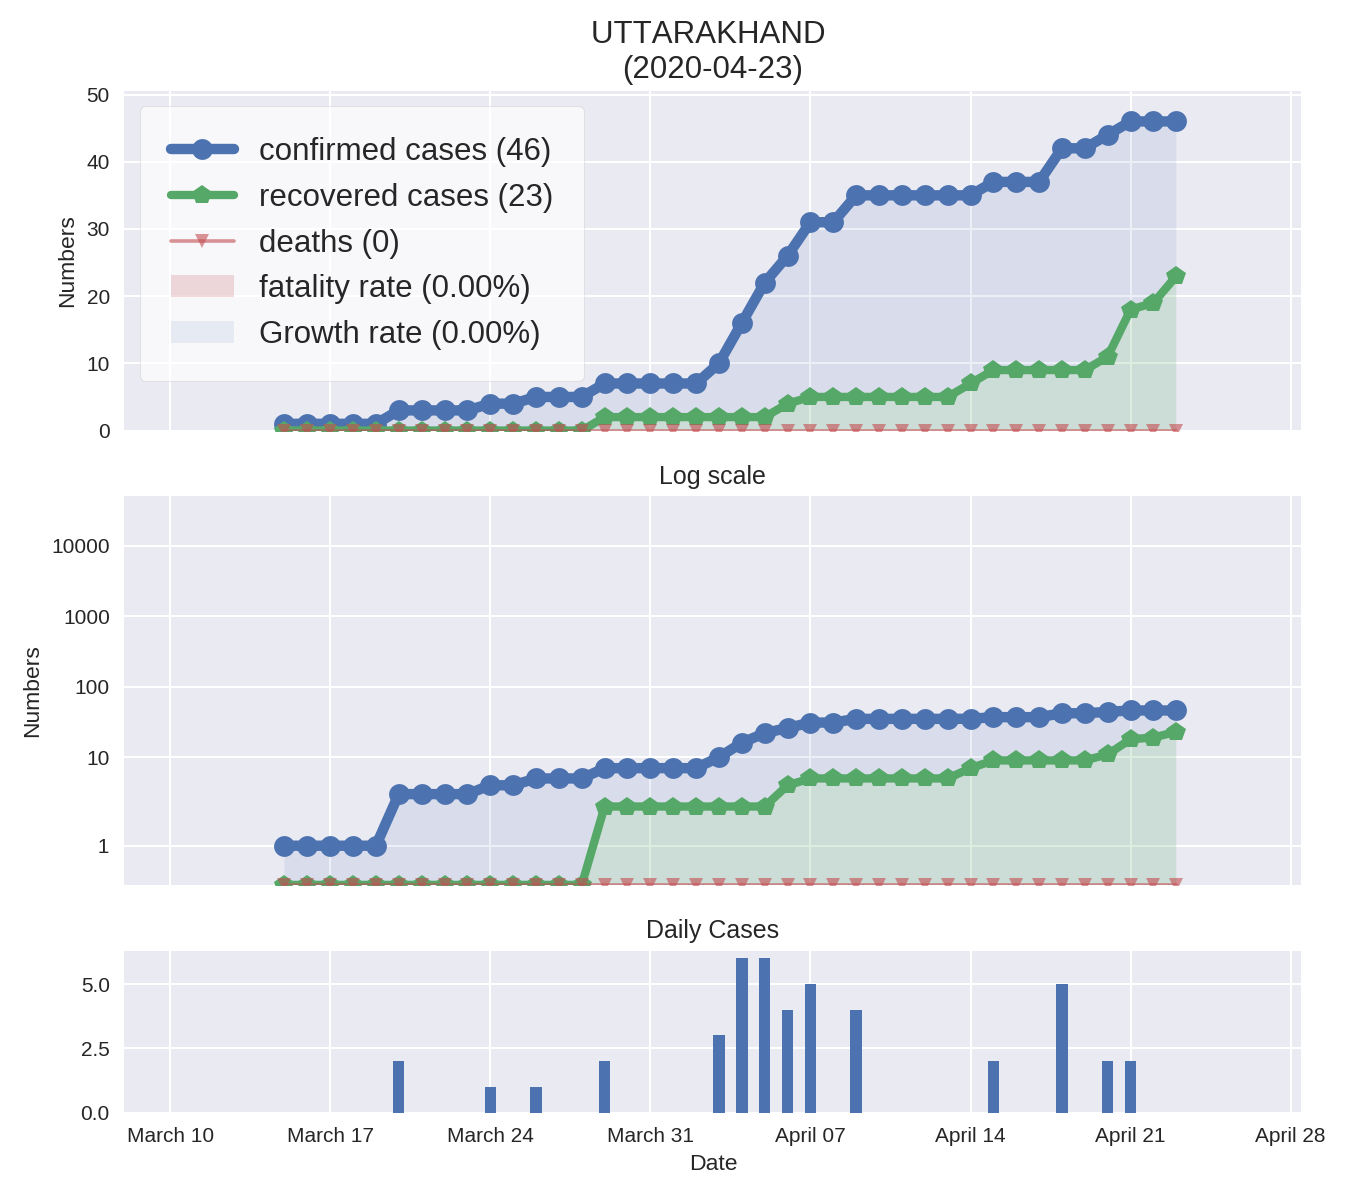 UTTARAKHAND
(2020-04-23)
50
40
30
20
10
0
Numbers
confirmed cases (46)
recovered cases (23)
deaths (0)
fatality rate (0.00%)
Growth rate (0.00%)
Log scale
10000
1000
100
10
1
Numbers
Daily Cases
5.0
2.5
0.0
March 10 March 17 March 24 March 31 April 07 April 14 April 21 April 28
Date